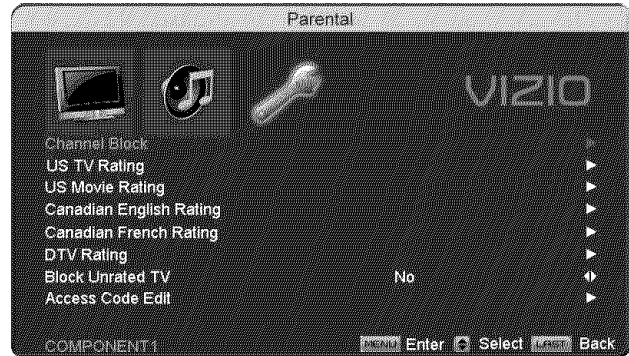 Parental
VIZIO
Channel Block
US TV Rating
US Movie Rating
Canadian English Rating
Canadian French Rating
DTV Rating
Block Unrated TV No
Access Code Edit
COMPONENT1 MENU Enter Select LAST Back